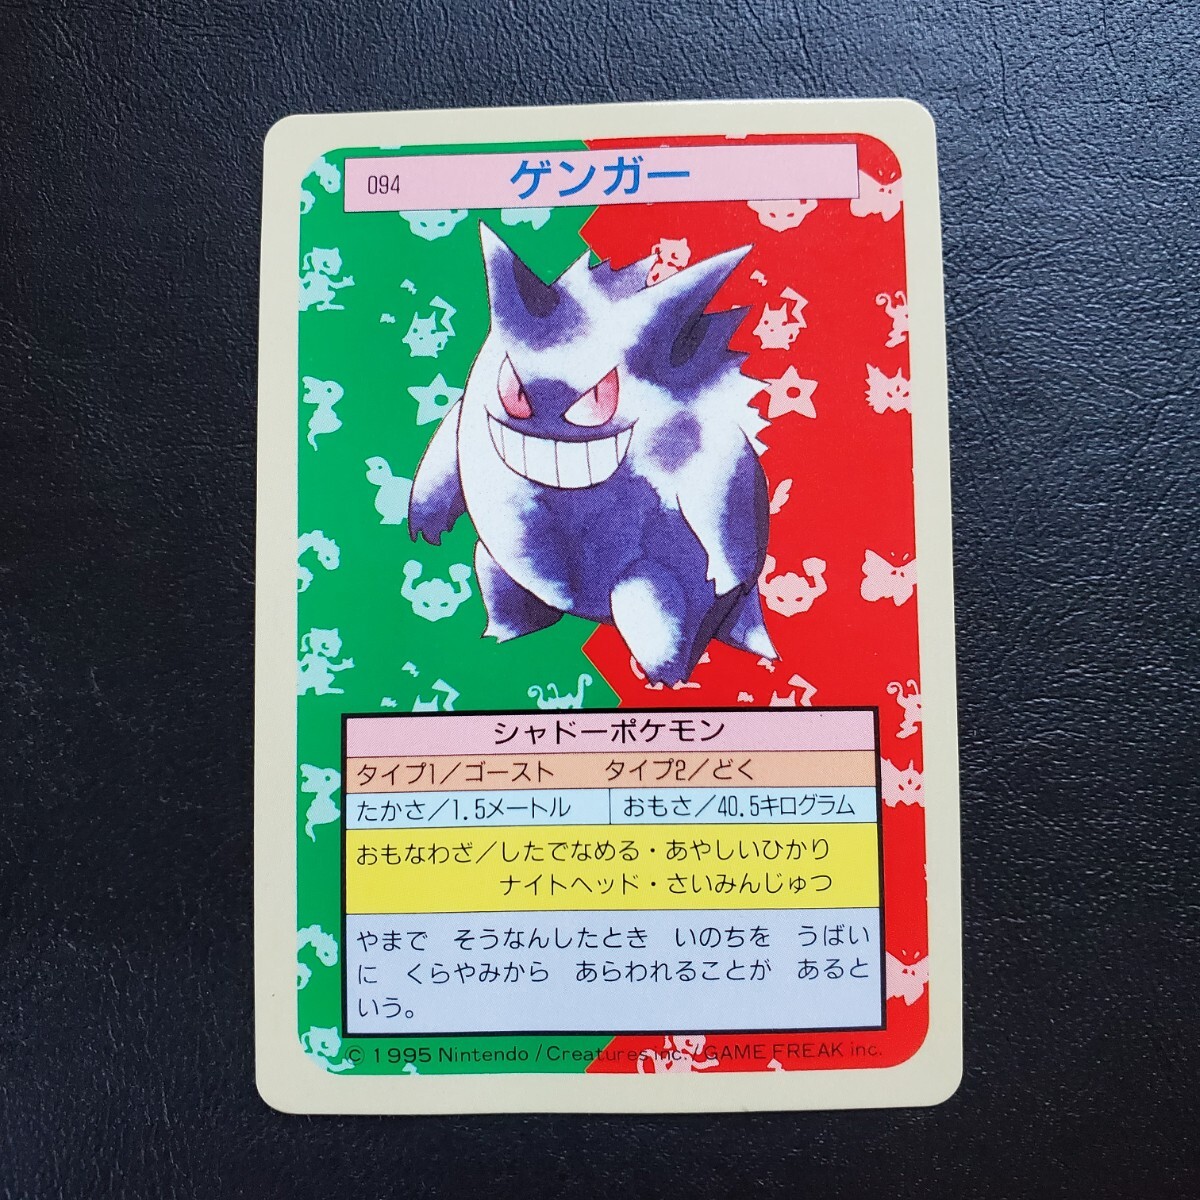 094 ゲンガー
シャドーポケモン
タイプ1／ゴースト タイプ2／どく
たかさ／1.5メートル おもさ／40.5キログラム
おもなわざ／したでなめる・あやしいひかり
ナイトヘッド・さいみんじゅつ
やまで そうなんしたとき いのちを うばい
に くらやみから あらわれることが あると
いう。
© 1995 Nintendo / Creatures inc. / GAME FREAK inc.